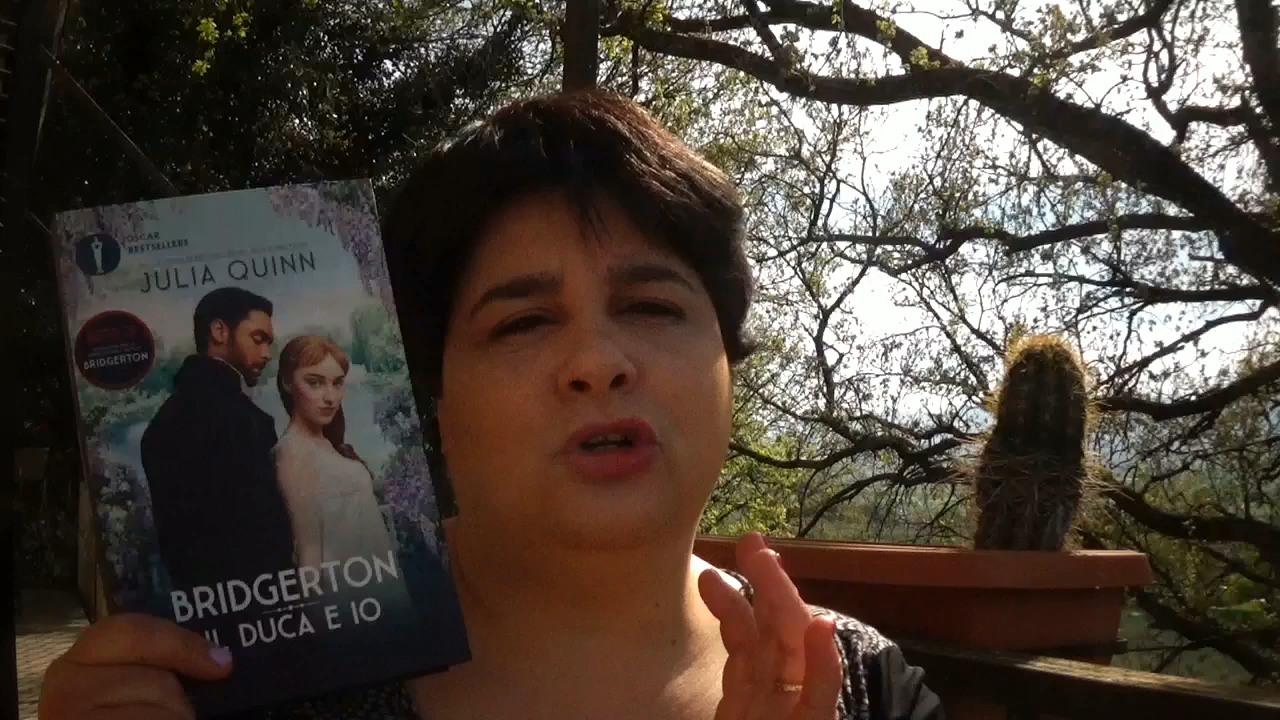 OSCAR
BESTSELLERS
JULIA QUINN
BRIDGERTON
BRIDGERTON
IL DUCA E IO